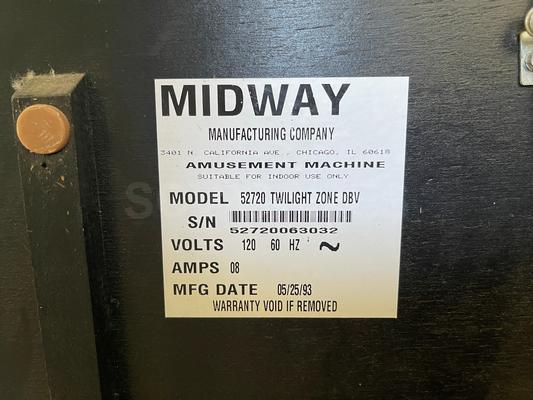 MIDWAY
MANUFACTURING COMPANY
3401 N. CALIFORNIA AVE., CHICAGO, IL 60618
AMUSEMENT MACHINE
SUITABLE FOR INDOOR USE ONLY
MODEL 52720 TWILIGHT ZONE DBV
S/N
52720063032
VOLTS 120 60 HZ ~
AMPS 08
MFG DATE 05/25/93
WARRANTY VOID IF REMOVED